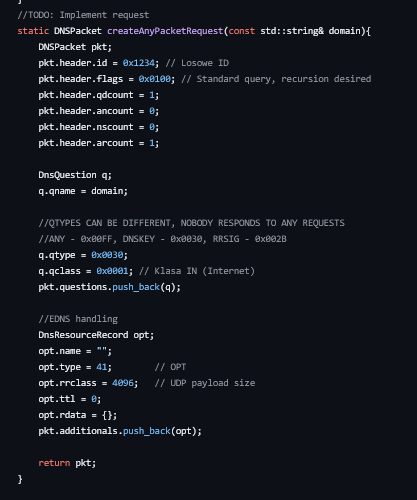 }
//TODO: Implement request
static DNSPacket createAnyPacketRequest(const std::string& domain){
DNSPacket pkt;
pkt.header.id = 0x1234; // Losowe ID
pkt.header.flags = 0x0100; // Standard query, recursion desired
pkt.header.qdcount = 1;
pkt.header.ancount = 0;
pkt.header.nscount = 0;
pkt.header.arcount = 1;
DnsQuestion q;
q.qname = domain;
//QTYPES CAN BE DIFFERENT, NOBODY RESPONDS TO ANY REQUESTS
//ANY - 0x00FF, DNSKEY - 0x0030, RRSIG - 0x002B
q.qtype = 0x0030;
q.qclass = 0x0001; // Klasa IN (Internet)
pkt.questions.push_back(q);
//EDNS handling
DnsResourceRecord opt;
opt.name = "";
opt.type = 41; // OPT
opt.rrclass = 4096; // UDP payload size
opt.ttl = 0;
opt.rdata = {};
pkt.additionals.push_back(opt);
return pkt;
}